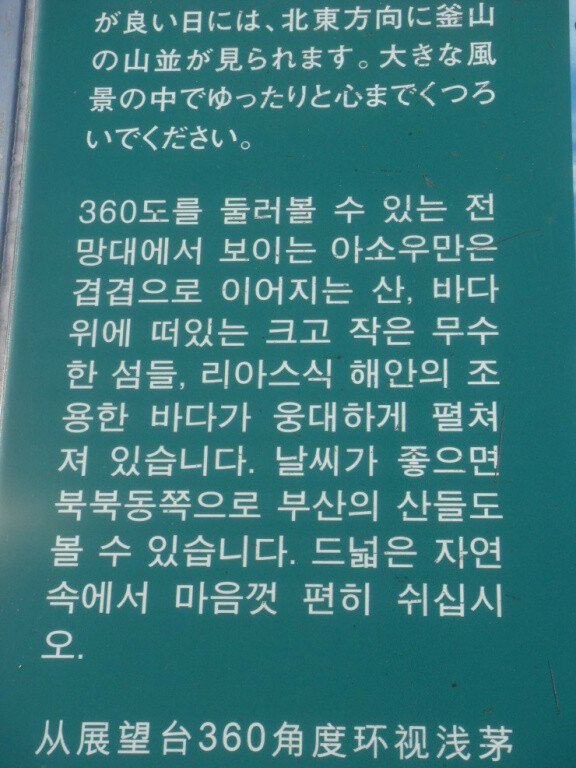 が良い日には、北東方向に釜山
の山並が見られます。大きな風
景の中でゆったりと心までくつろ
いでください。
360도를 둘러볼 수 있는 전
망대에서 보이는 아소우만은
겹겹으로 이어지는 산, 바다
위에 떠있는 크고 작은 무수
한 섬들, 리아스식 해안의 조
용한 바다가 웅대하게 펼쳐
져 있습니다. 날씨가 좋으면
북북동쪽으로 부산의 산들도
볼 수 있습니다. 드넓은 자연
속에서 마음껏 편히 쉬십시
오.
从展望台360角度环视浅茅